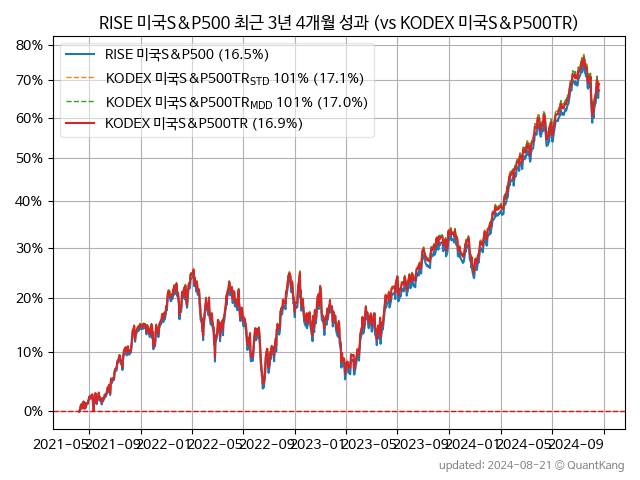 RISE 미국S&P500 최근 3년 4개월 성과 (vs KODEX 미국S&P500TR)
80%
70%
60%
50%
40%
30%
20%
10%
0%
RISE 미국S&P500 (16.5%)
KODEX 미국S&P500TR_STD 101% (17.1%)
KODEX 미국S&P500TR_MDD 101% (17.0%)
KODEX 미국S&P500TR (16.9%)
2021-05 2021-09 2022-01 2022-05 2022-09 2023-01 2023-05 2023-09 2024-01 2024-05 2024-09
updated: 2024-08-21 © QuantKang